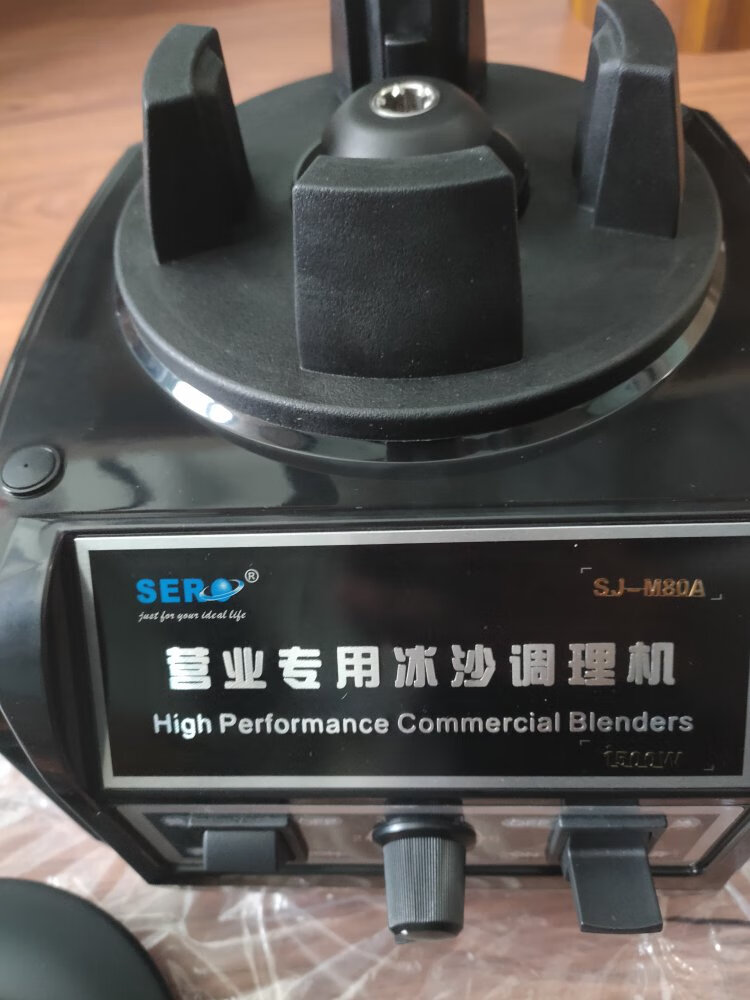 SERO®
SJ-M80A
just for your ideal life
营业专用冰沙调理机
High Performance Commercial Blenders
1500W